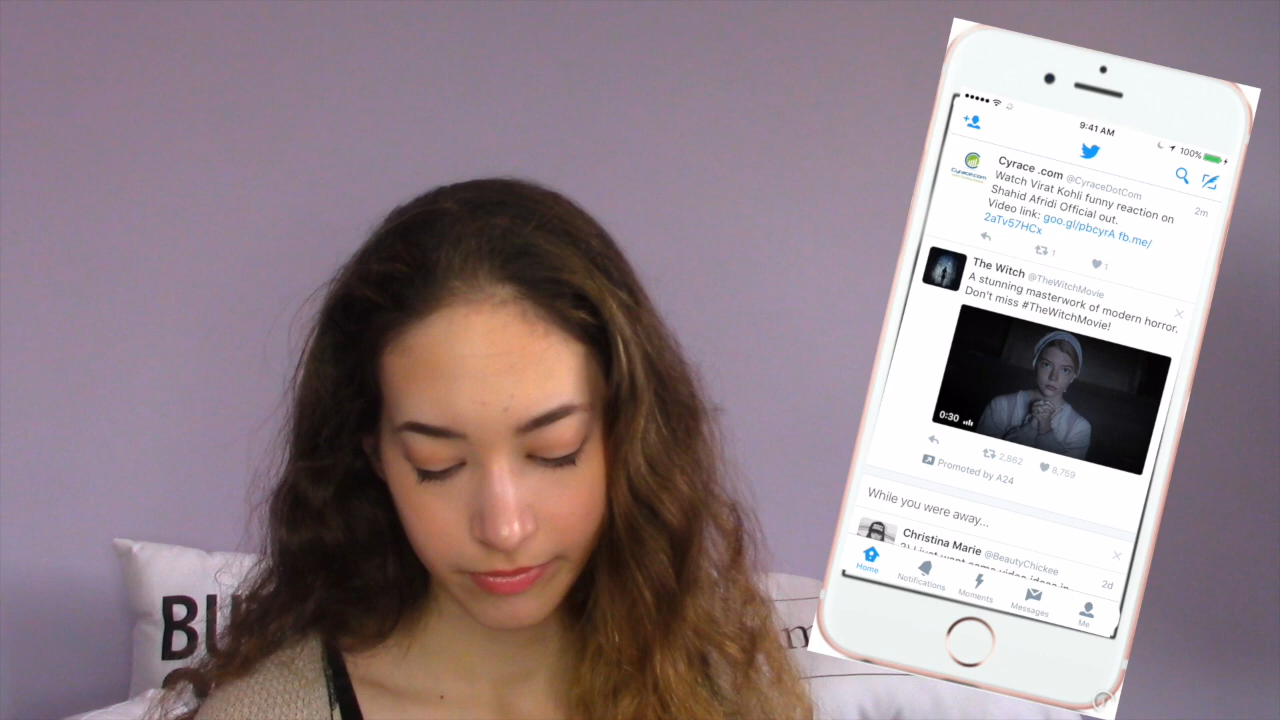 BU
m
9:41 AM
100%
Cyrace .com @CyraceDotCom
2m
Watch Virat Kohli funny reaction on
Shahid Afridi Official out.
Video link: goo.gl/pbcyrA fb.me/
2aTv57HCx
1
1
Cyrace.com
The Witch @TheWitchMovie
A stunning masterwork of modern horror.
Don't miss #TheWitchMovie!
0:30
2,862
8,759
Promoted by A24
While you were away...
Christina Marie @BeautyChickee
2d
Home
Notifications
Moments
Messages
Me